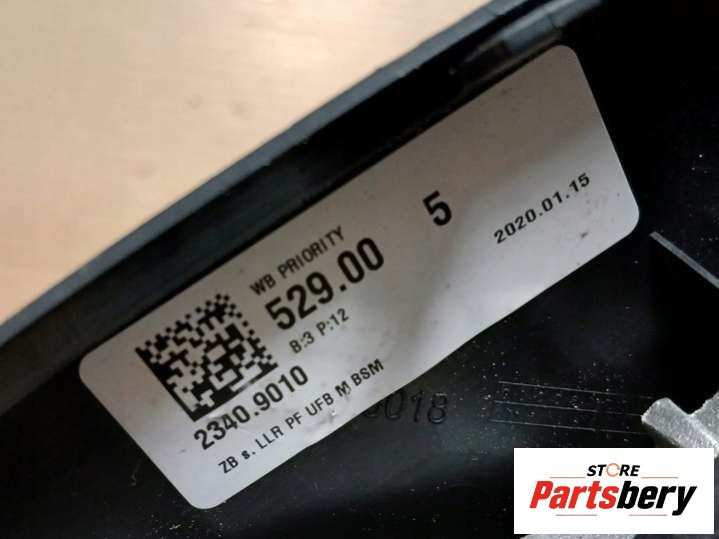 WB PRIORITY
529.00
5
2020.01.15
B:3 P:12
2340.9010
ZB s. LLR PF UFB M BSM
0018
STORE
Partsbery